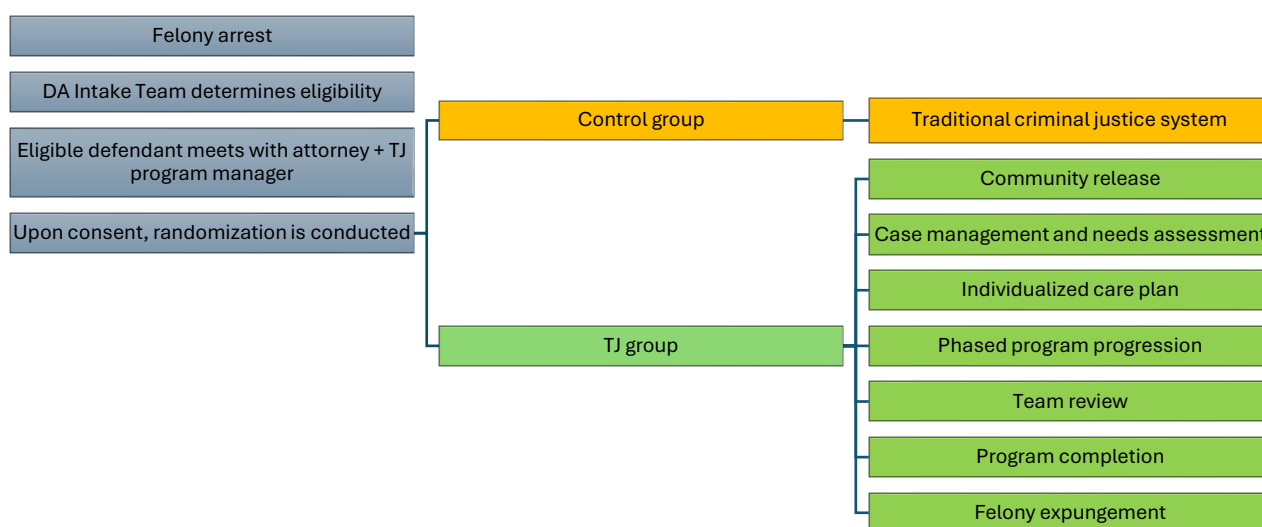 Felony arrest
DA Intake Team determines eligibility
Eligible defendant meets with attorney + TJ
program manager
Upon consent, randomization is conducted
Control group
TJ group
Traditional criminal justice system
Community release
Case management and needs assessment
Individualized care plan
Phased program progression
Team review
Program completion
Felony expungement